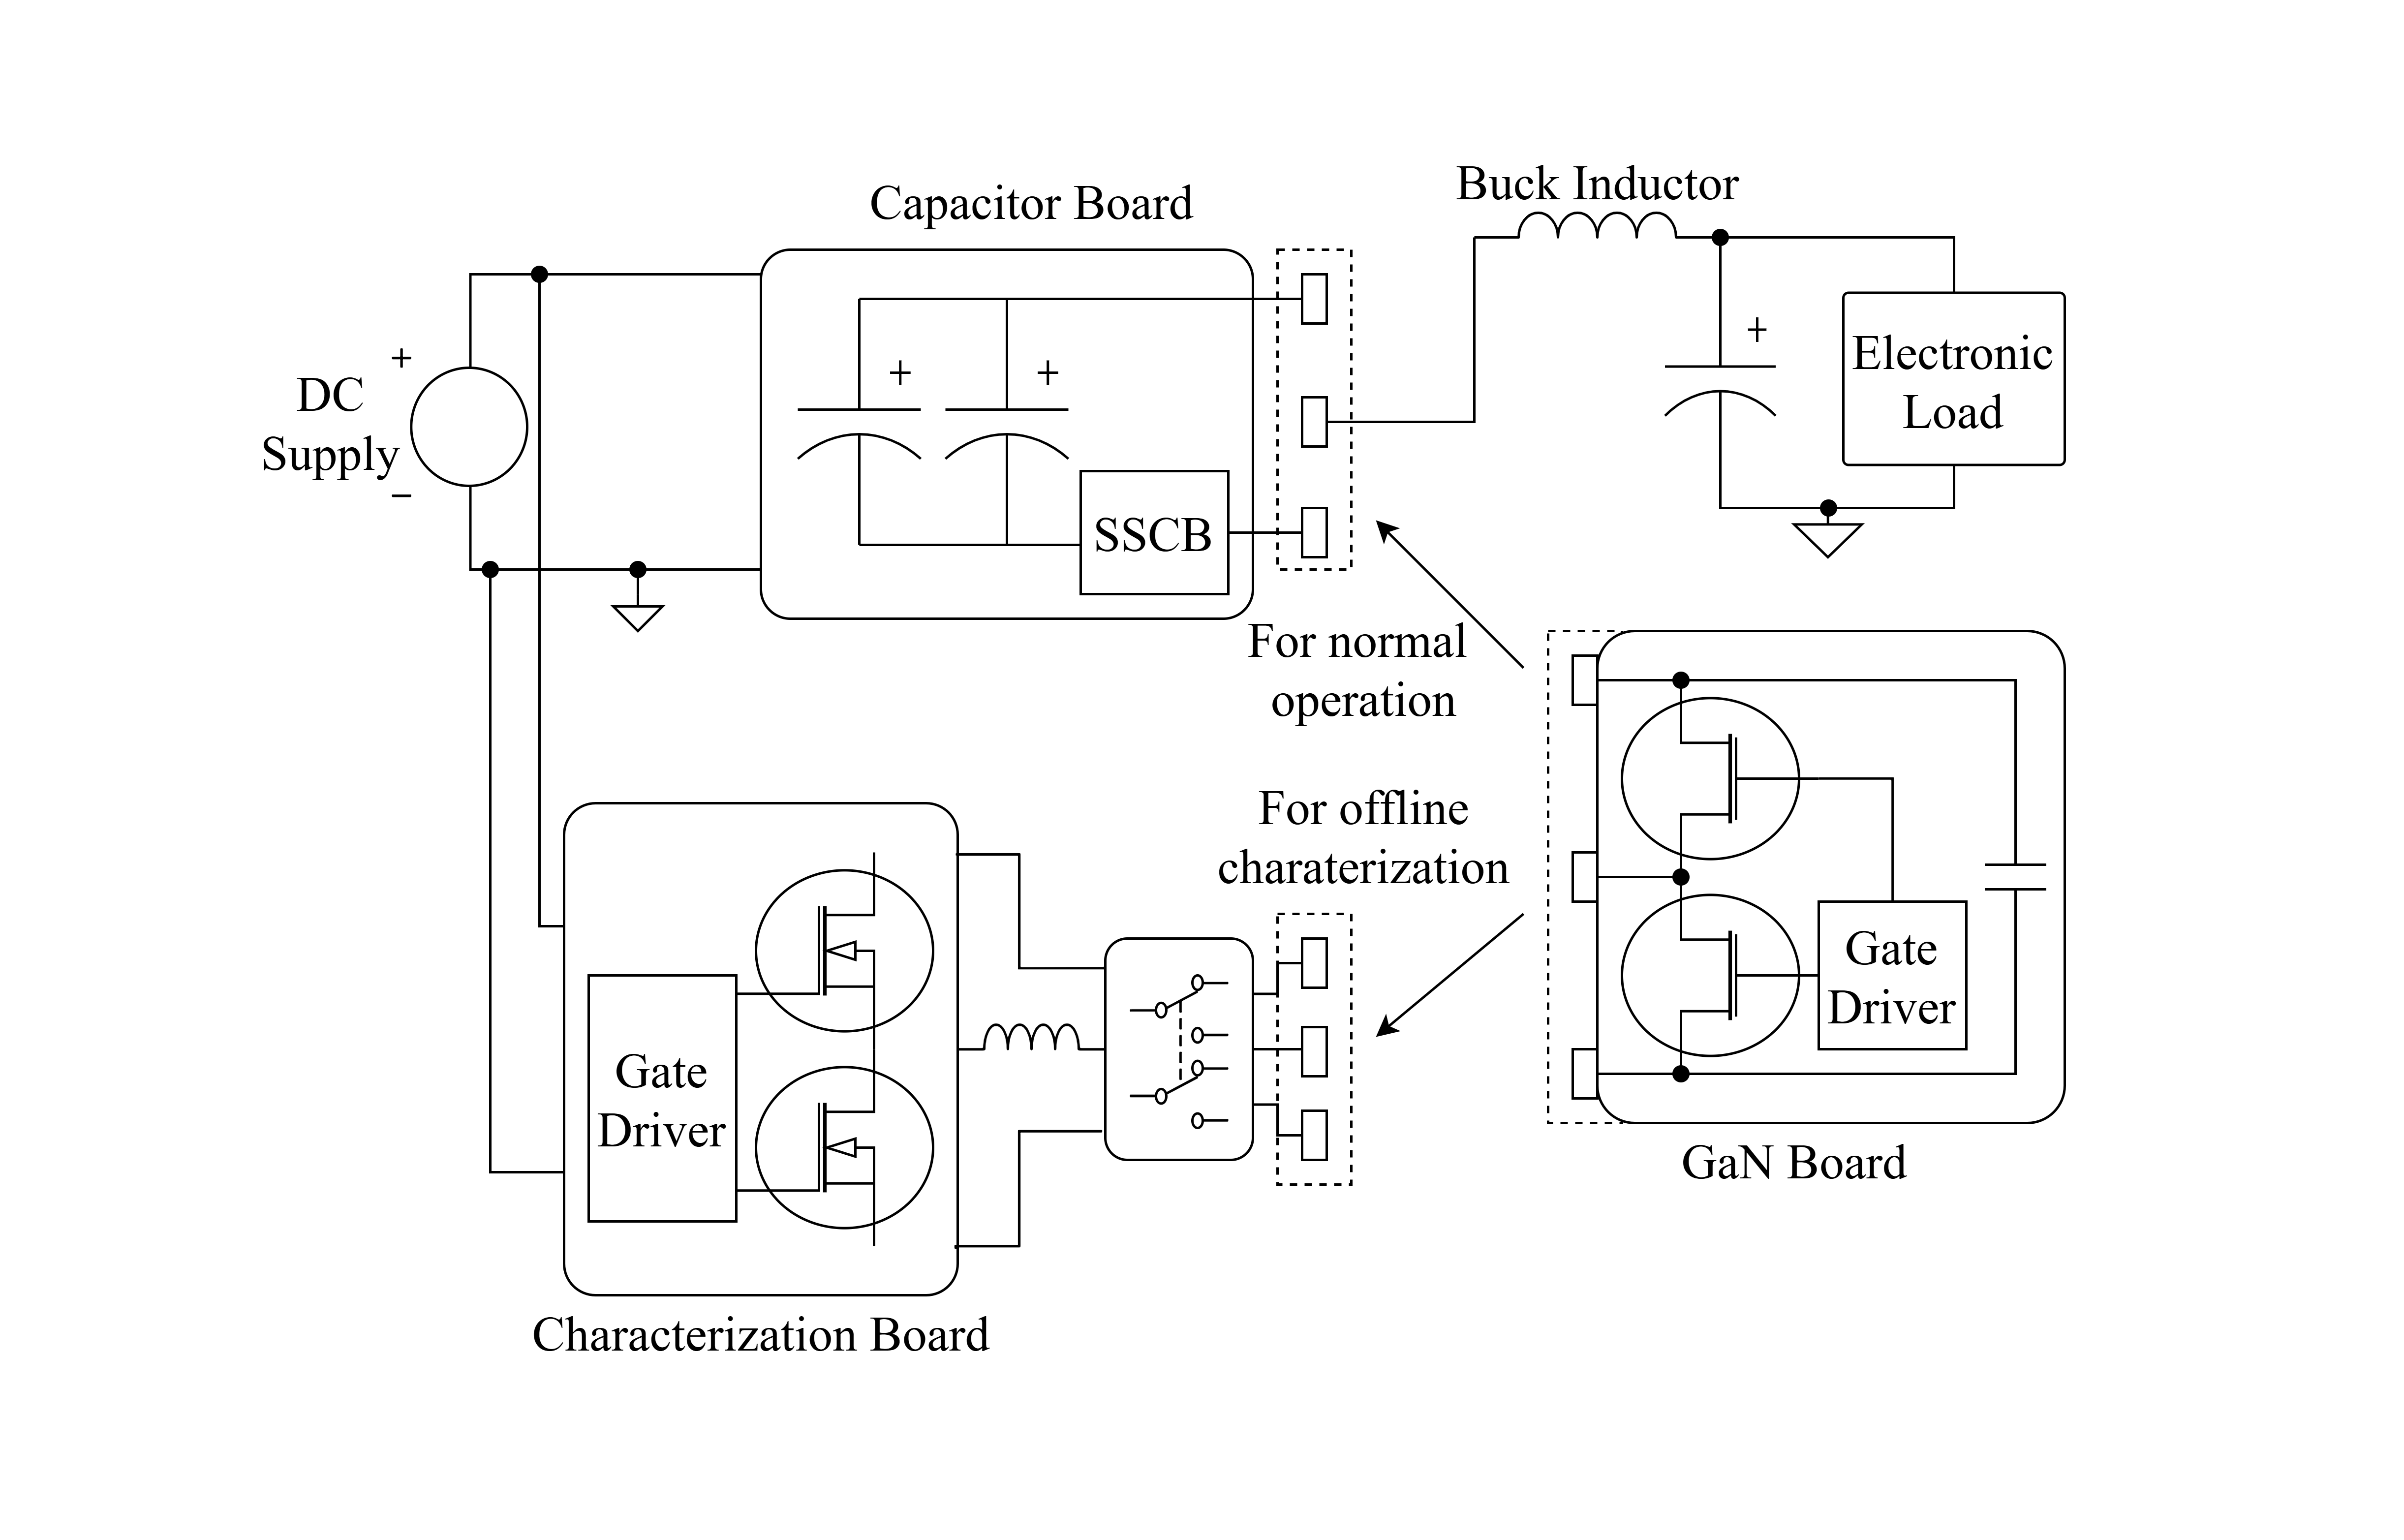 Capacitor Board
Buck Inductor
+
DC
Supply
−
+
+
SSCB
+
Electronic
Load
For normal
operation
For offline
charaterization
Gate
Driver
GaN Board
Gate
Driver
Characterization Board